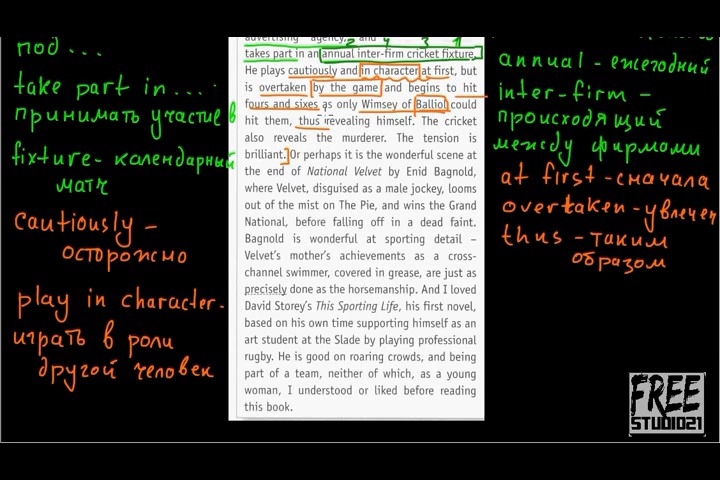 под ...
take part in ....
принимать участие в
fixture - календарный
матч
cautiously -
осторожно
play in character -
играть в роли
другой человек
advertising agency, and
takes part in an annual inter-firm cricket fixture.
He plays cautiously and in character at first, but
is overtaken by the game and begins to hit
fours and sixes as only Wimsey of Balliol could
hit them, thus revealing himself. The cricket
also reveals the murderer. The tension is
brilliant.] Or perhaps it is the wonderful scene at
the end of National Velvet by Enid Bagnold,
where Velvet, disguised as a male jockey, looms
out of the mist on The Pie, and wins the Grand
National, before falling off in a dead faint.
Bagnold is wonderful at sporting detail –
Velvet's mother's achievements as a cross-
channel swimmer, covered in grease, are just as
precisely done as the horsemanship. And I loved
David Storey's This Sporting Life, his first novel,
based on his own time supporting himself as an
art student at the Slade by playing professional
rugby. He is good on roaring crowds, and being
part of a team, neither of which, as a young
woman, I understood or liked before reading
this book.
annual - ежегодный
inter-firm -
происходящий
между фирмами
at first - сначала
overtaken - увлечен
thus - таким
образом
FREE
STUDIO21